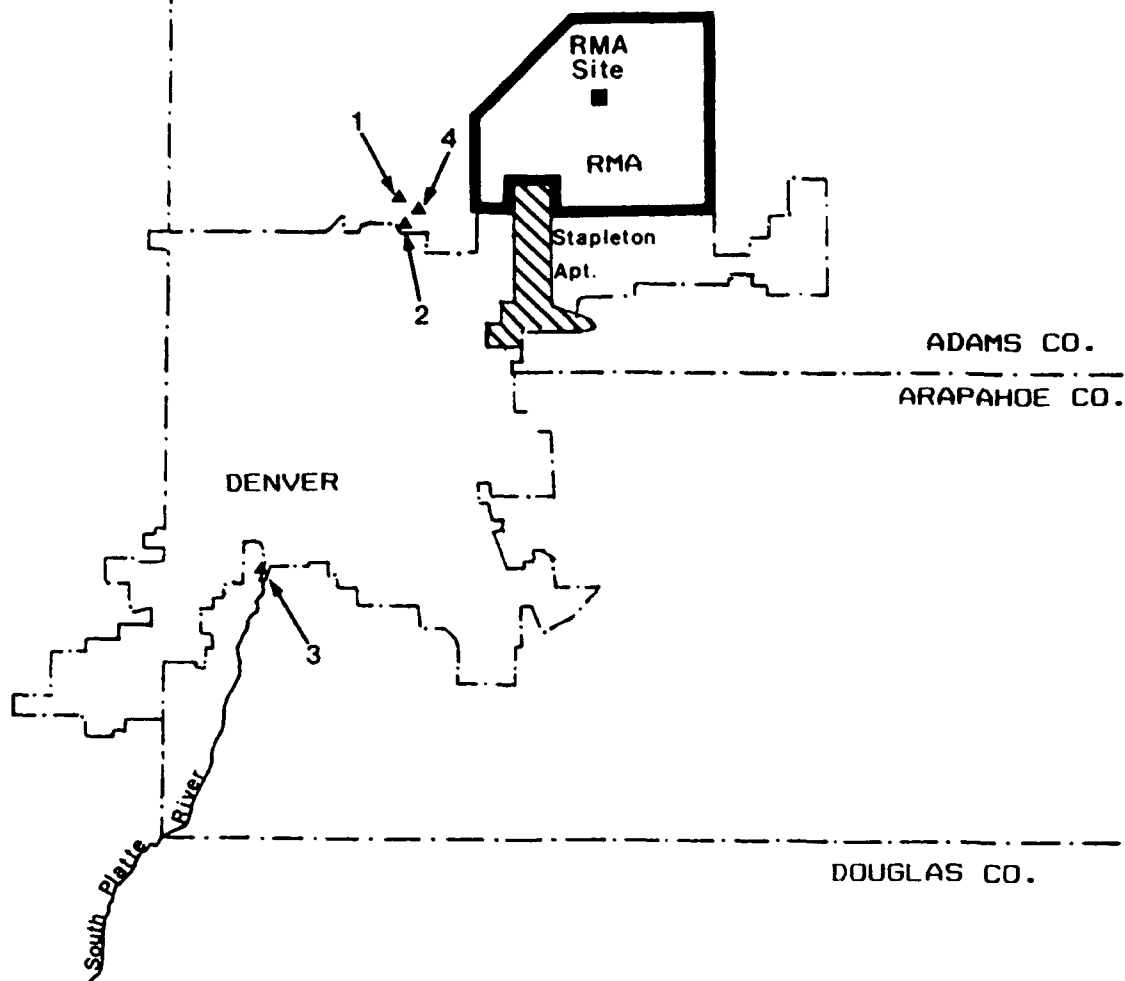 RMA
Site
1
4
RMA
Stapleton
Apt.
2
ADAMS CO.
ARAPAHOE CO.
DENVER
3
South Platte River
DOUGLAS CO.